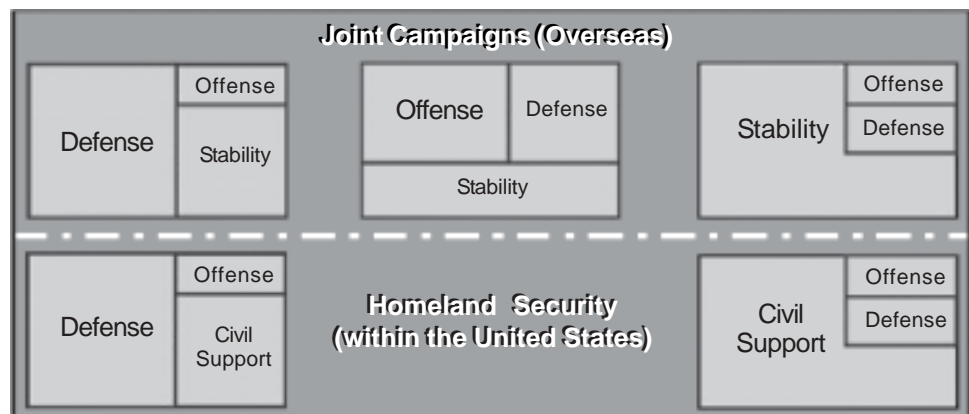 Joint Campaigns (Overseas)
Defense
Offense
Stability
Offense
Defense
Stability
Stability
Offense
Defense
Defense
Offense
Civil
Support
Homeland Security
(within the United States)
Civil
Support
Offense
Defense